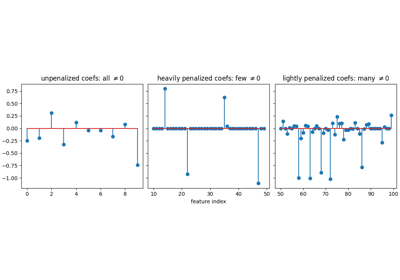 unpenalized coefs: all ≠0
heavily penalized coefs: few ≠0
lightly penalized coefs: many ≠0
0.75
0.50
0.25
0.00
−0.25
−0.50
−0.75
−1.00
0 2 4 6 8
10 20 30 40 50
50 60 70 80 90 100
feature index